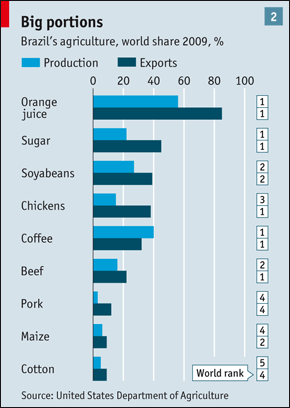 Big portions
2
Brazil's agriculture, world share 2009, %
Production Exports
0 20 40 60 80 100
Orange
juice
1
1
Sugar
1
1
Soyabeans
2
2
Chickens
3
1
Coffee
1
1
Beef
2
1
Pork
4
4
Maize
4
2
Cotton
5
World rank 4
Source: United States Department of Agriculture